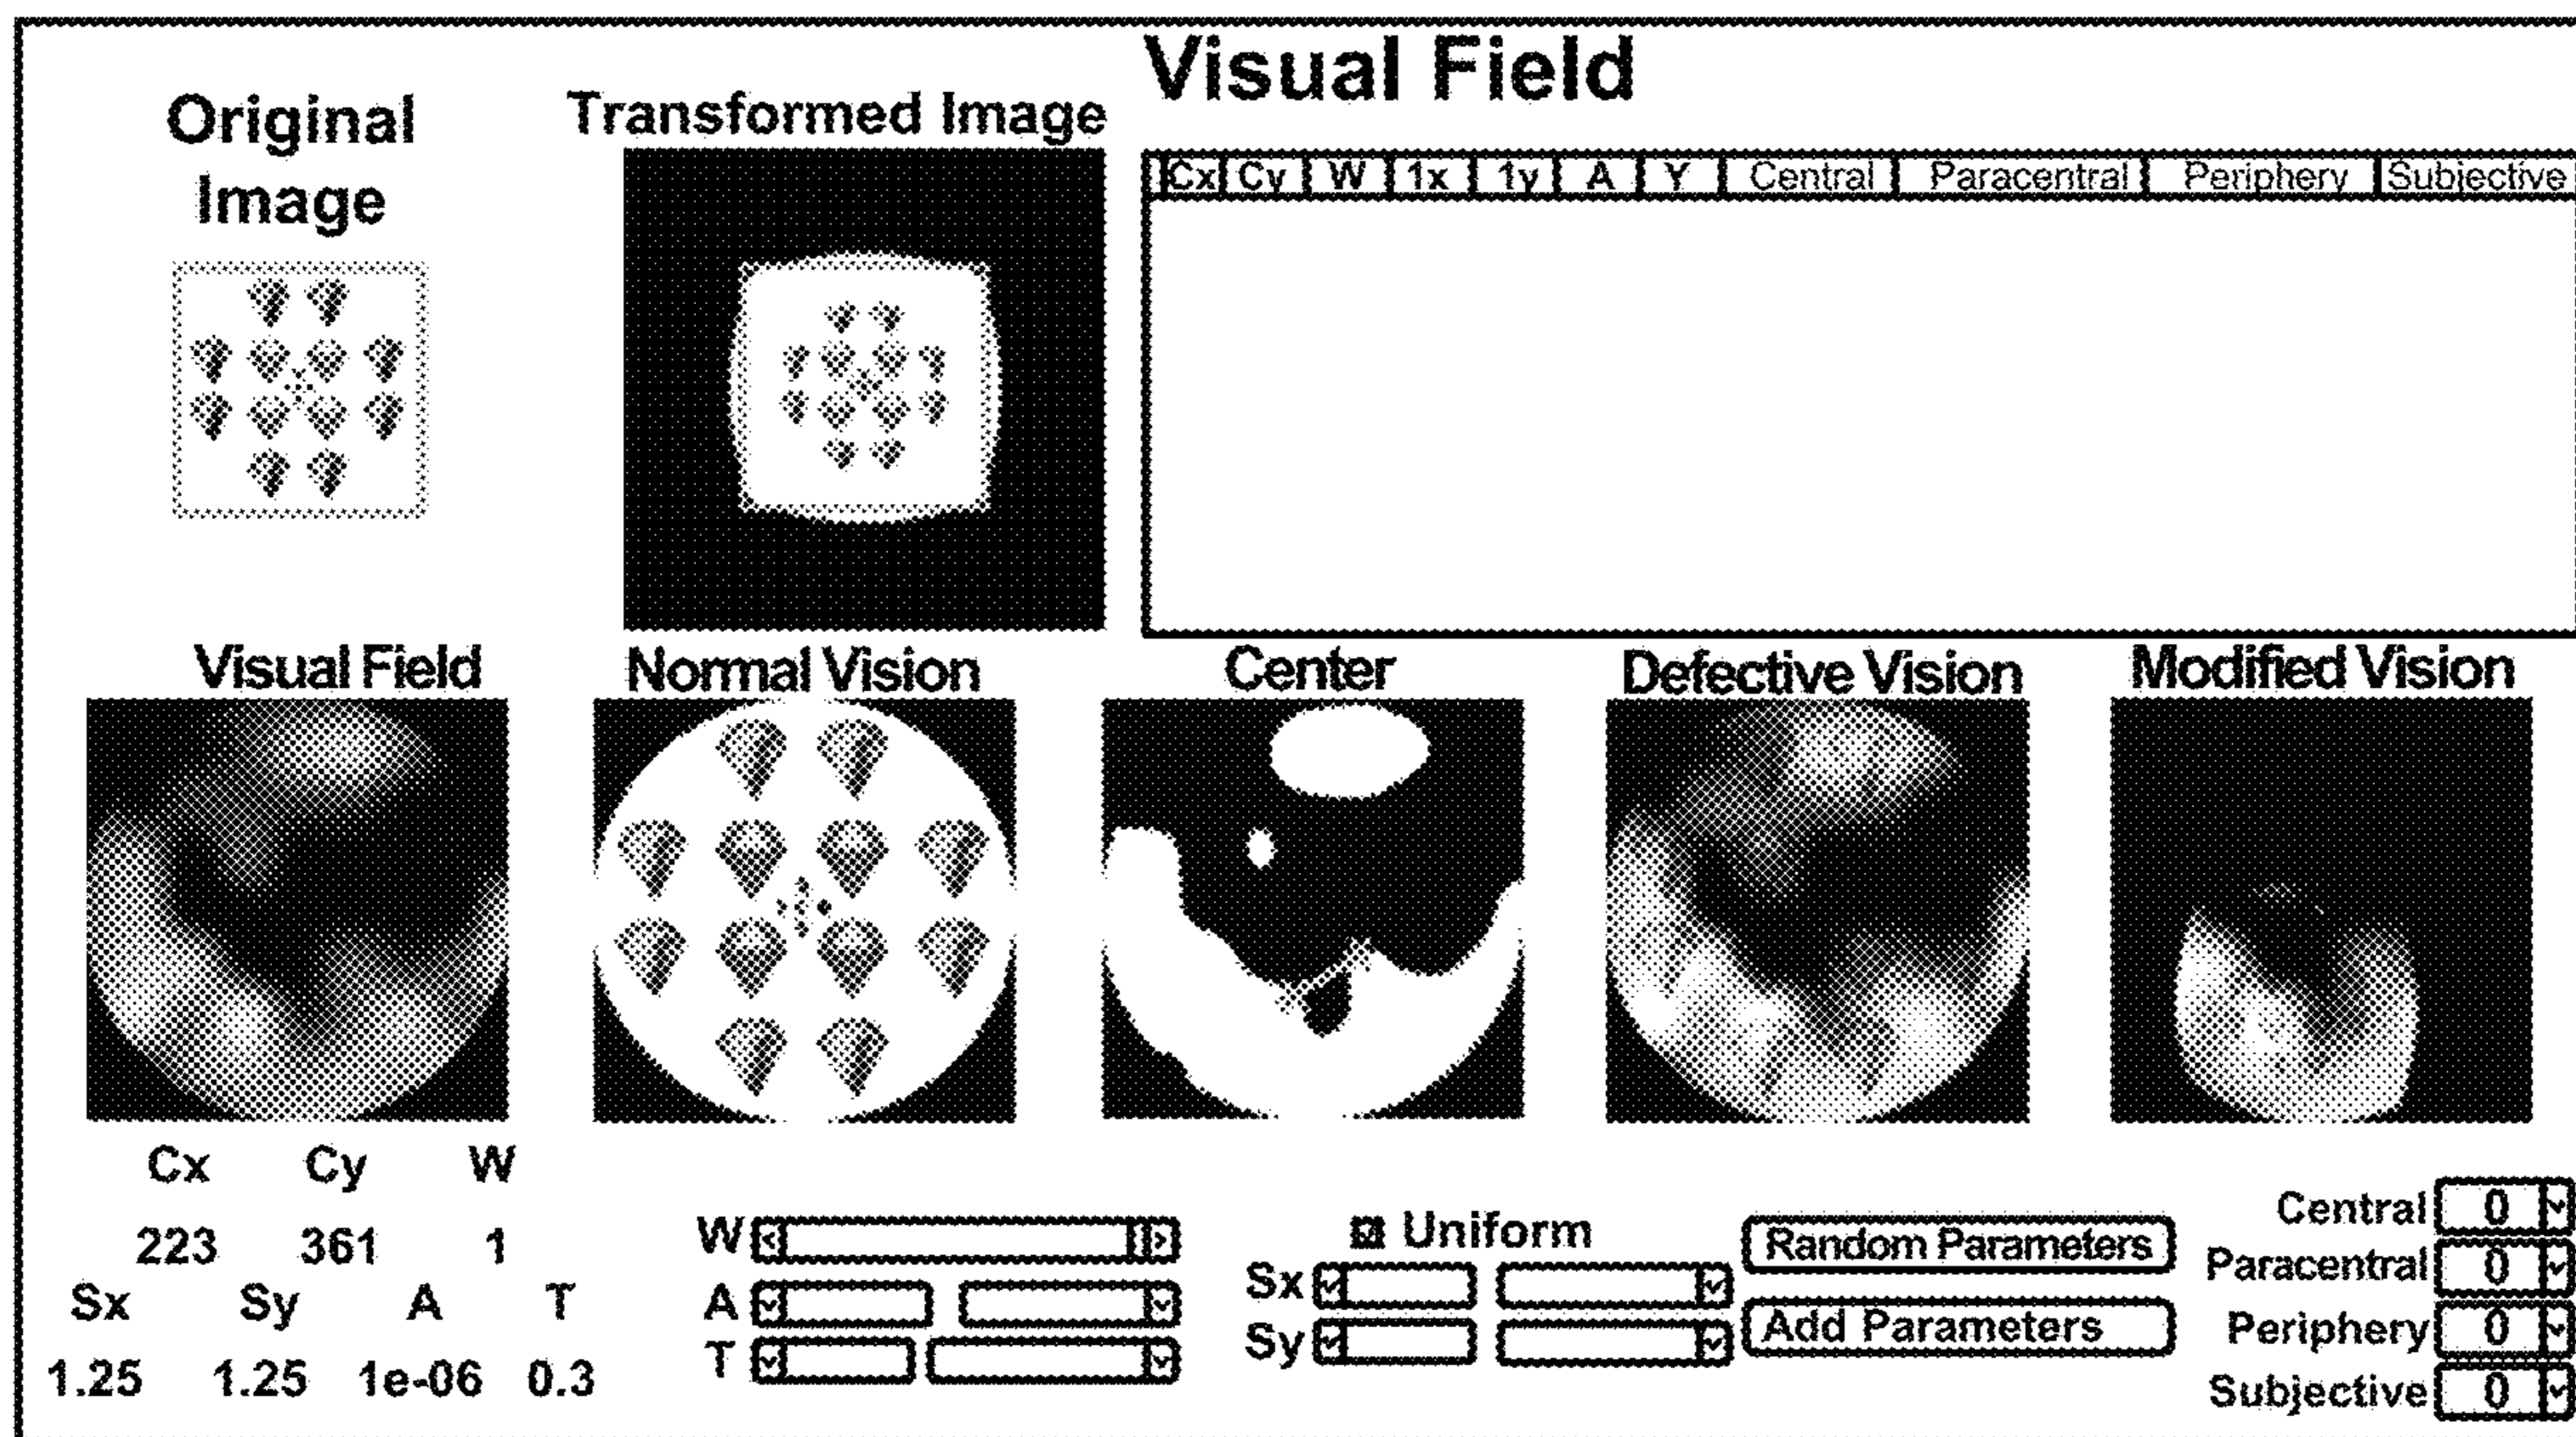 Visual Field
Original
Image
Transformed Image
Cx Cy W 1x 1y A Y Central Paracentral Periphery Subjective
Visual Field Normal Vision Center Defective Vision Modified Vision
Cx Cy W
223 361 1
Sx Sy A T
1.25 1.25 1e-06 0.3
W
A
T
Uniform
Sx
Sy
Random Parameters
Add Parameters
Central 0
Paracentral 0
Periphery 0
Subjective 0